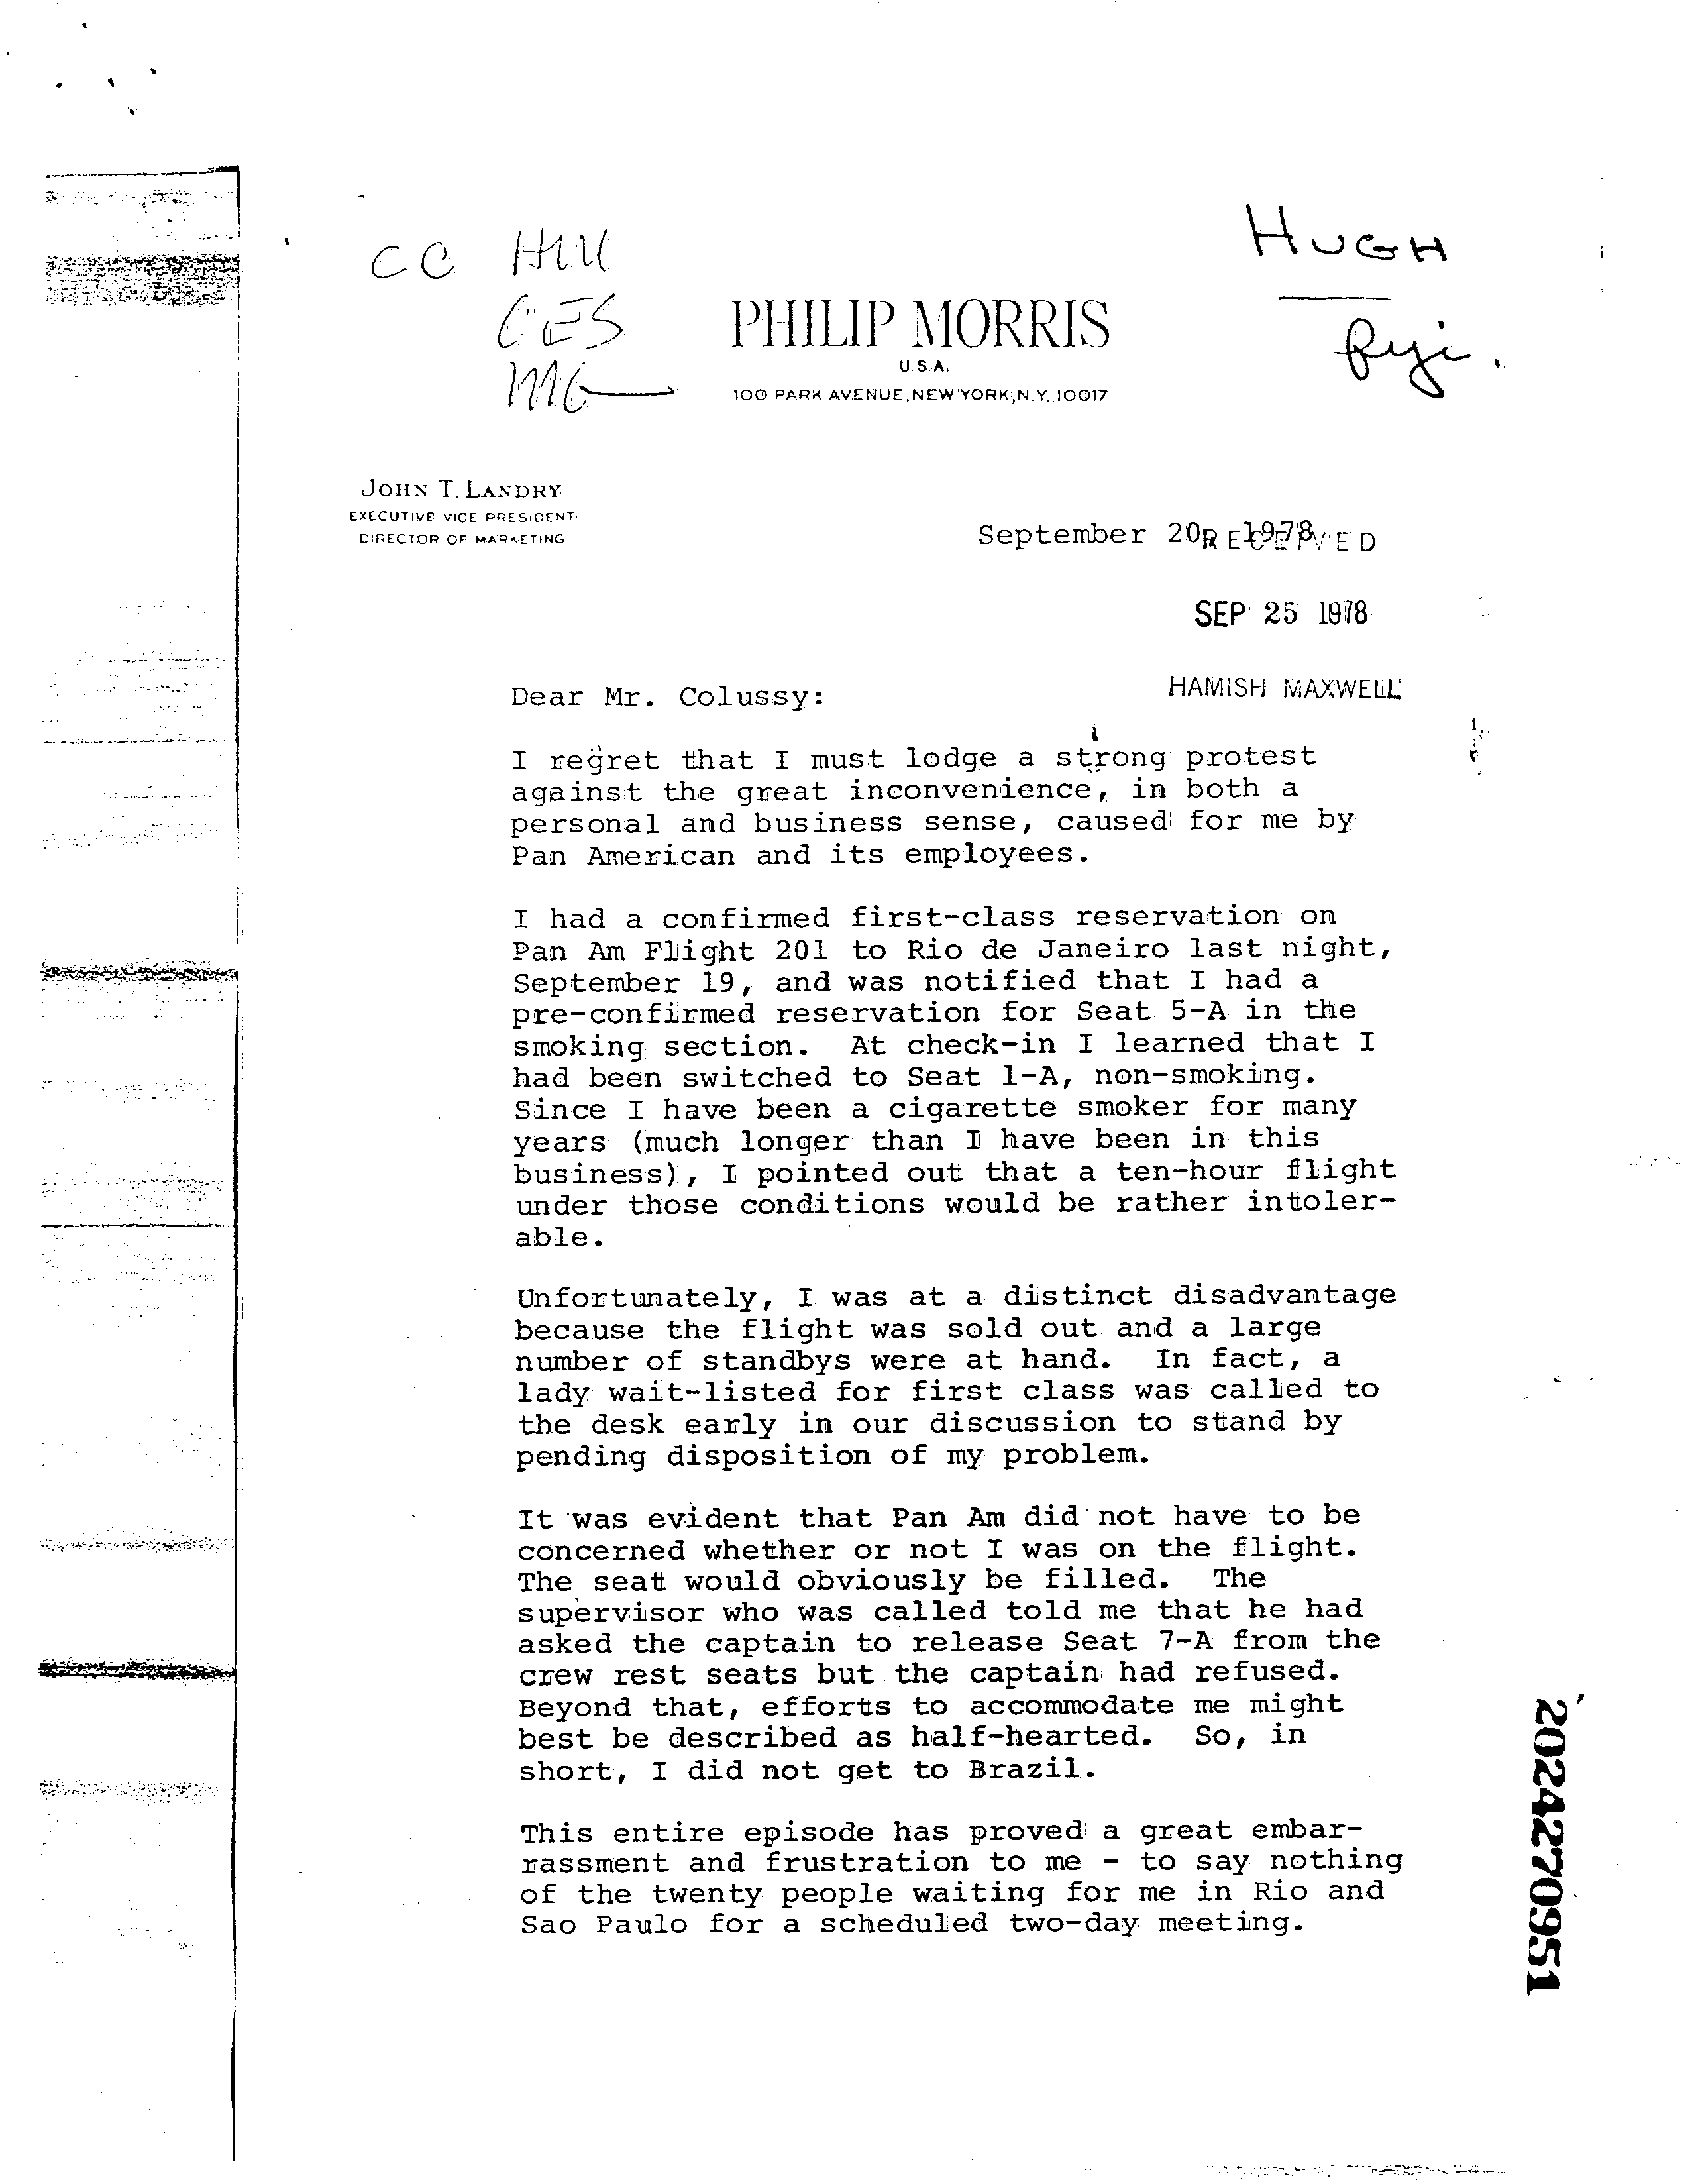 CC HUU
CES
MG
HUGH
fyi.
PHILIP MORRIS
U.S.A.
100 PARK AVENUE, NEW YORK, N.Y. 10017
JOHN T. LANDRY
EXECUTIVE VICE PRESIDENT
DIRECTOR OF MARKETING
September 20, 1978
RECEIVED
SEP 25 1978
HAMISH MAXWELL
Dear Mr. Colussy:
I regret that I must lodge a strong protest
against the great inconvenience, in both a
personal and business sense, caused for me by
Pan American and its employees.
I had a confirmed first-class reservation on
Pan Am Flight 201 to Rio de Janeiro last night,
September 19, and was notified that I had a
pre-confirmed reservation for Seat 5-A in the
smoking section. At check-in I learned that I
had been switched to Seat 1-A, non-smoking.
Since I have been a cigarette smoker for many
years (much longer than I have been in this
business), I pointed out that a ten-hour flight
under those conditions would be rather intoler-
able.
Unfortunately, I was at a distinct disadvantage
because the flight was sold out and a large
number of standbys were at hand. In fact, a
lady wait-listed for first class was called to
the desk early in our discussion to stand by
pending disposition of my problem.
It was evident that Pan Am did not have to be
concerned whether or not I was on the flight.
The seat would obviously be filled. The
supervisor who was called told me that he had
asked the captain to release Seat 7-A from the
crew rest seats but the captain had refused.
Beyond that, efforts to accommodate me might
best be described as half-hearted. So, in
short, I did not get to Brazil.
This entire episode has proved a great embar-
rassment and frustration to me - to say nothing
of the twenty people waiting for me in Rio and
Sao Paulo for a scheduled two-day meeting.
2024270951